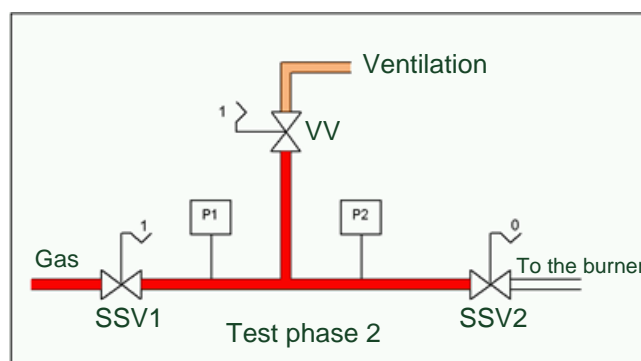 Ventilation
1
VV
P1
P2
1
0
Gas
To the burner
SSV1
SSV2
Test phase 2